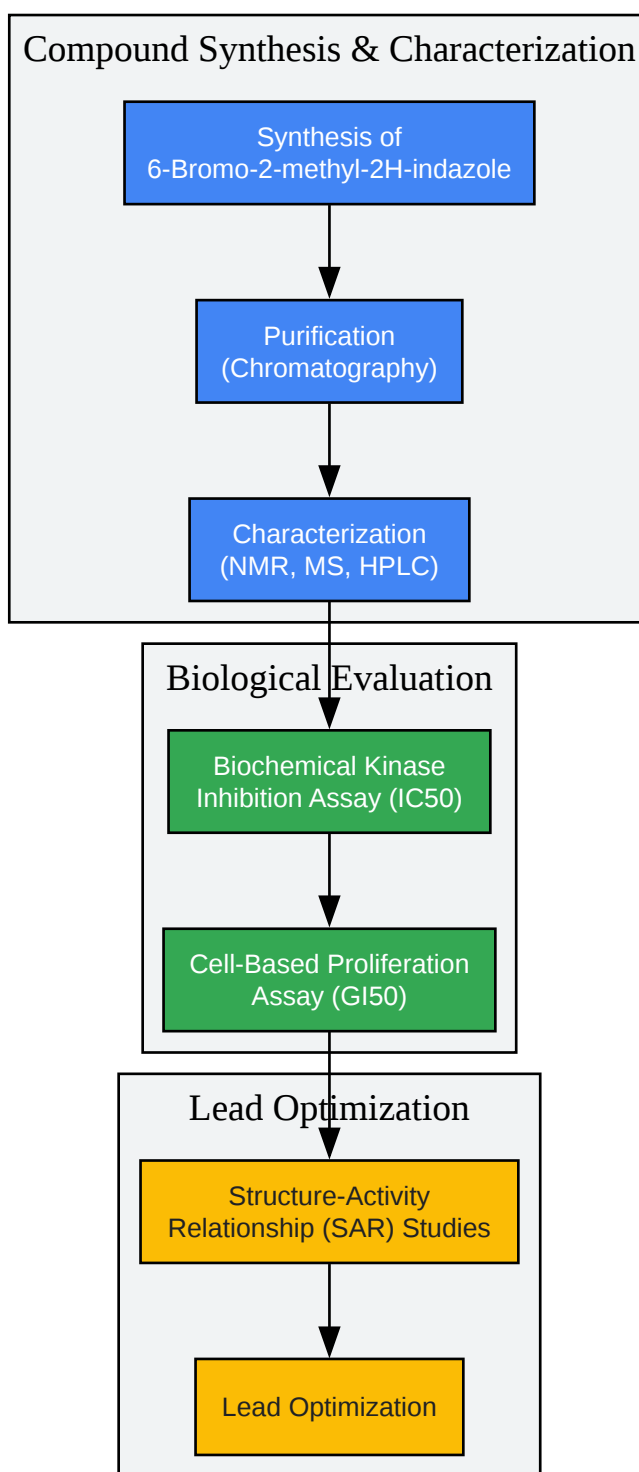 Compound Synthesis & Characterization
Synthesis of
6-Bromo-2-methyl-2H-indazole
Purification
(Chromatography)
Characterization
(NMR, MS, HPLC)
Biological Evaluation
Biochemical Kinase
Inhibition Assay (IC50)
Cell-Based Proliferation
Assay (GI50)
Lead Optimization
Structure-Activity
Relationship (SAR) Studies
Lead Optimization